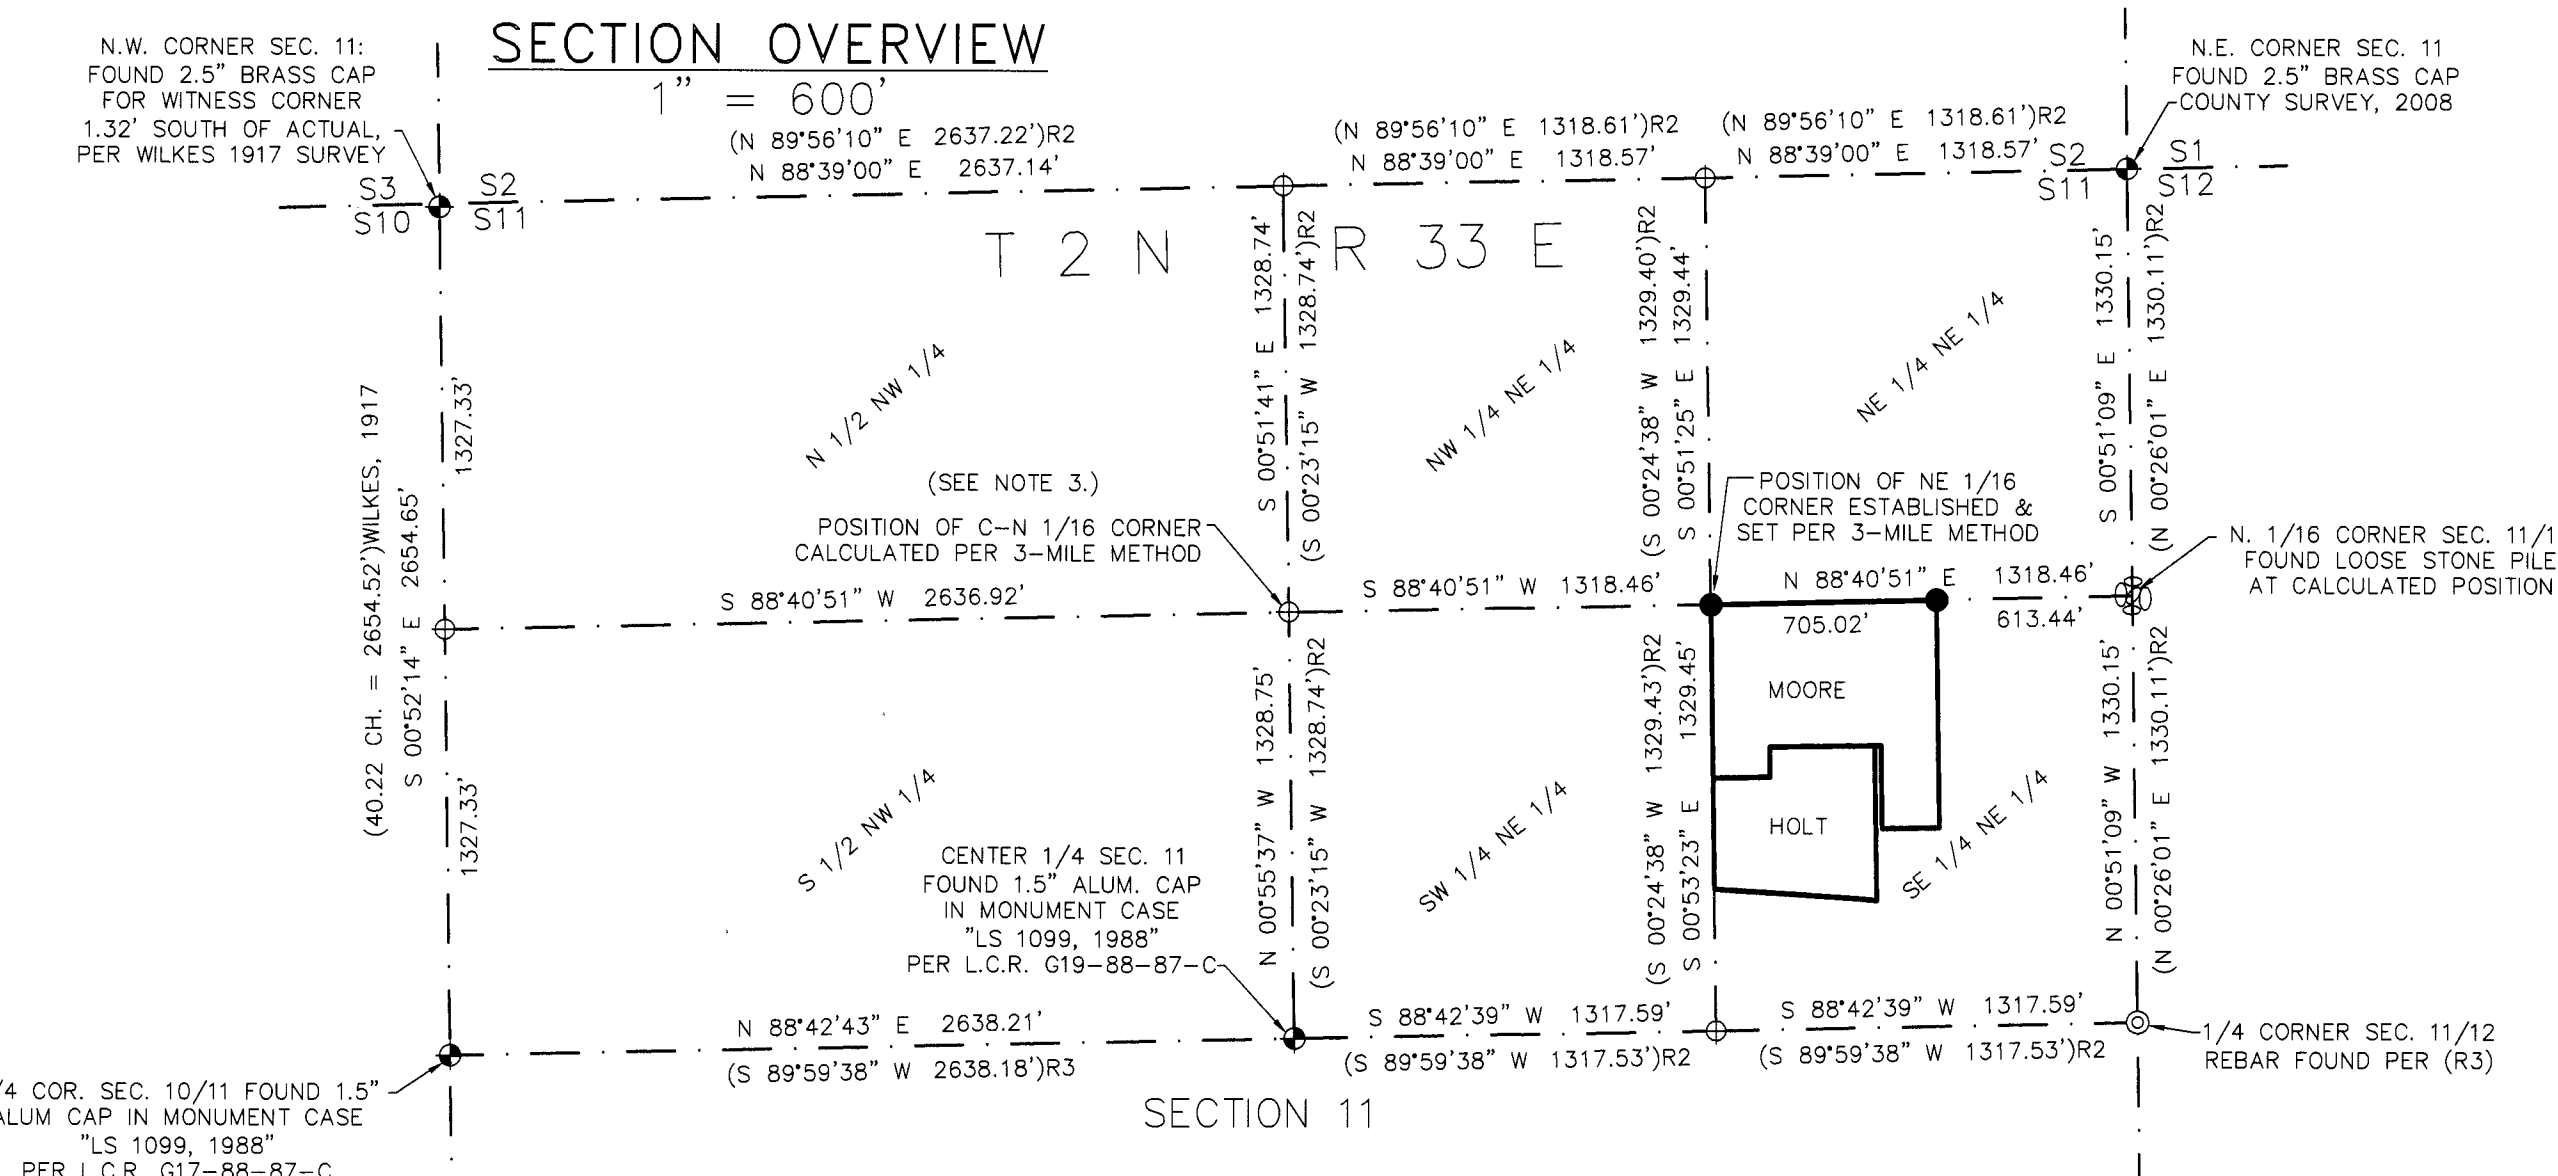 SECTION OVERVIEW
1" = 600'
N.W. CORNER SEC. 11:
FOUND 2.5" BRASS CAP
FOR WITNESS CORNER
1.32' SOUTH OF ACTUAL,
PER WILKES 1917 SURVEY
N.E. CORNER SEC. 11
FOUND 2.5" BRASS CAP
COUNTY SURVEY, 2008
(N 89°56'10" E 2637.22')R2
N 88°39'00" E 2637.14'
(N 89°56'10" E 1318.61')R2
N 88°39'00" E 1318.57'
(N 89°56'10" E 1318.61')R2
N 88°39'00" E 1318.57'
S3
S10
S2
S11
S2
S11
S1
S12
T 2 N R 33 E
(40.22 CH. = 2654.52')WILKES, 1917
S 00°52'14" E 2654.65'
1327.33'
1327.33'
N 1/2 NW 1/4
S 00°51'41" E 1328.74'
(S 00°23'15" W 1328.74')R2
NW 1/4 NE 1/4
(S 00°24'38" W 1329.40')R2
S 00°51'25" E 1329.44'
NE 1/4 NE 1/4
S 00°51'09" E 1330.15'
(N 00°26'01" E 1330.11')R2
(SEE NOTE 3.)
POSITION OF C-N 1/16 CORNER
CALCULATED PER 3-MILE METHOD
POSITION OF NE 1/16
CORNER ESTABLISHED &
SET PER 3-MILE METHOD
N. 1/16 CORNER SEC. 11/1
FOUND LOOSE STONE PILE
AT CALCULATED POSITION
S 88°40'51" W 2636.92'
S 88°40'51" W 1318.46'
N 88°40'51" E 1318.46'
705.02'
613.44'
MOORE
HOLT
S 1/2 NW 1/4
N 00°55'37" W 1328.75'
(S 00°23'15" W 1328.74')R2
SW 1/4 NE 1/4
(S 00°24'38" W 1329.43')R2
S 00°53'23" E 1329.45'
SE 1/4 NE 1/4
N 00°51'09" W 1330.15'
(N 00°26'01" E 1330.11')R2
CENTER 1/4 SEC. 11
FOUND 1.5" ALUM. CAP
IN MONUMENT CASE
"LS 1099, 1988"
PER L.C.R. G19-88-87-C
N 88°42'43" E 2638.21'
(S 89°59'38" W 2638.18')R3
S 88°42'39" W 1317.59'
(S 89°59'38" W 1317.53')R2
S 88°42'39" W 1317.59'
(S 89°59'38" W 1317.53')R2
1/4 CORNER SEC. 11/12
REBAR FOUND PER (R3)
/4 COR. SEC. 10/11 FOUND 1.5"
ALUM CAP IN MONUMENT CASE
"LS 1099, 1988"
PER L.C.R. G17-88-87-C
SECTION 11